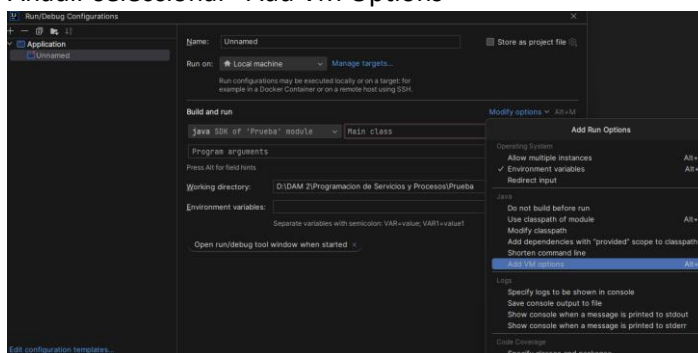 Run/Debug Configurations
Application
Unnamed
Name: Unnamed
Store as project file
Run on: Local machine
Manage targets...
Run configurations may be executed locally or on a target: for
example in a Docker Container or on a remote host using SSH.
Build and run
Modify options Alt+M
java SDK of 'Prueba' module
Main class
Program arguments
Press Alt for field hints
Working directory: D:\DAM 2\Programacion de Servicios y Procesos\Prueba
Environment variables:
Separate variables with semicolon: VAR=value; VAR1=value1
Open run/debug tool window when started ×
Edit configuration templates...
Add Run Options
Operating System
Allow multiple instances Alt+
✓ Environment variables Alt+
Redirect input
Java
Do not build before run
Use classpath of module Alt+
Modify classpath
Add dependencies with "provided" scope to classpath
Shorten command line
Add VM options Alt+
Logs
Specify logs to be shown in console
Save console output to file
Show console when a message is printed to stdout
Show console when a message is printed to stderr
Code Coverage